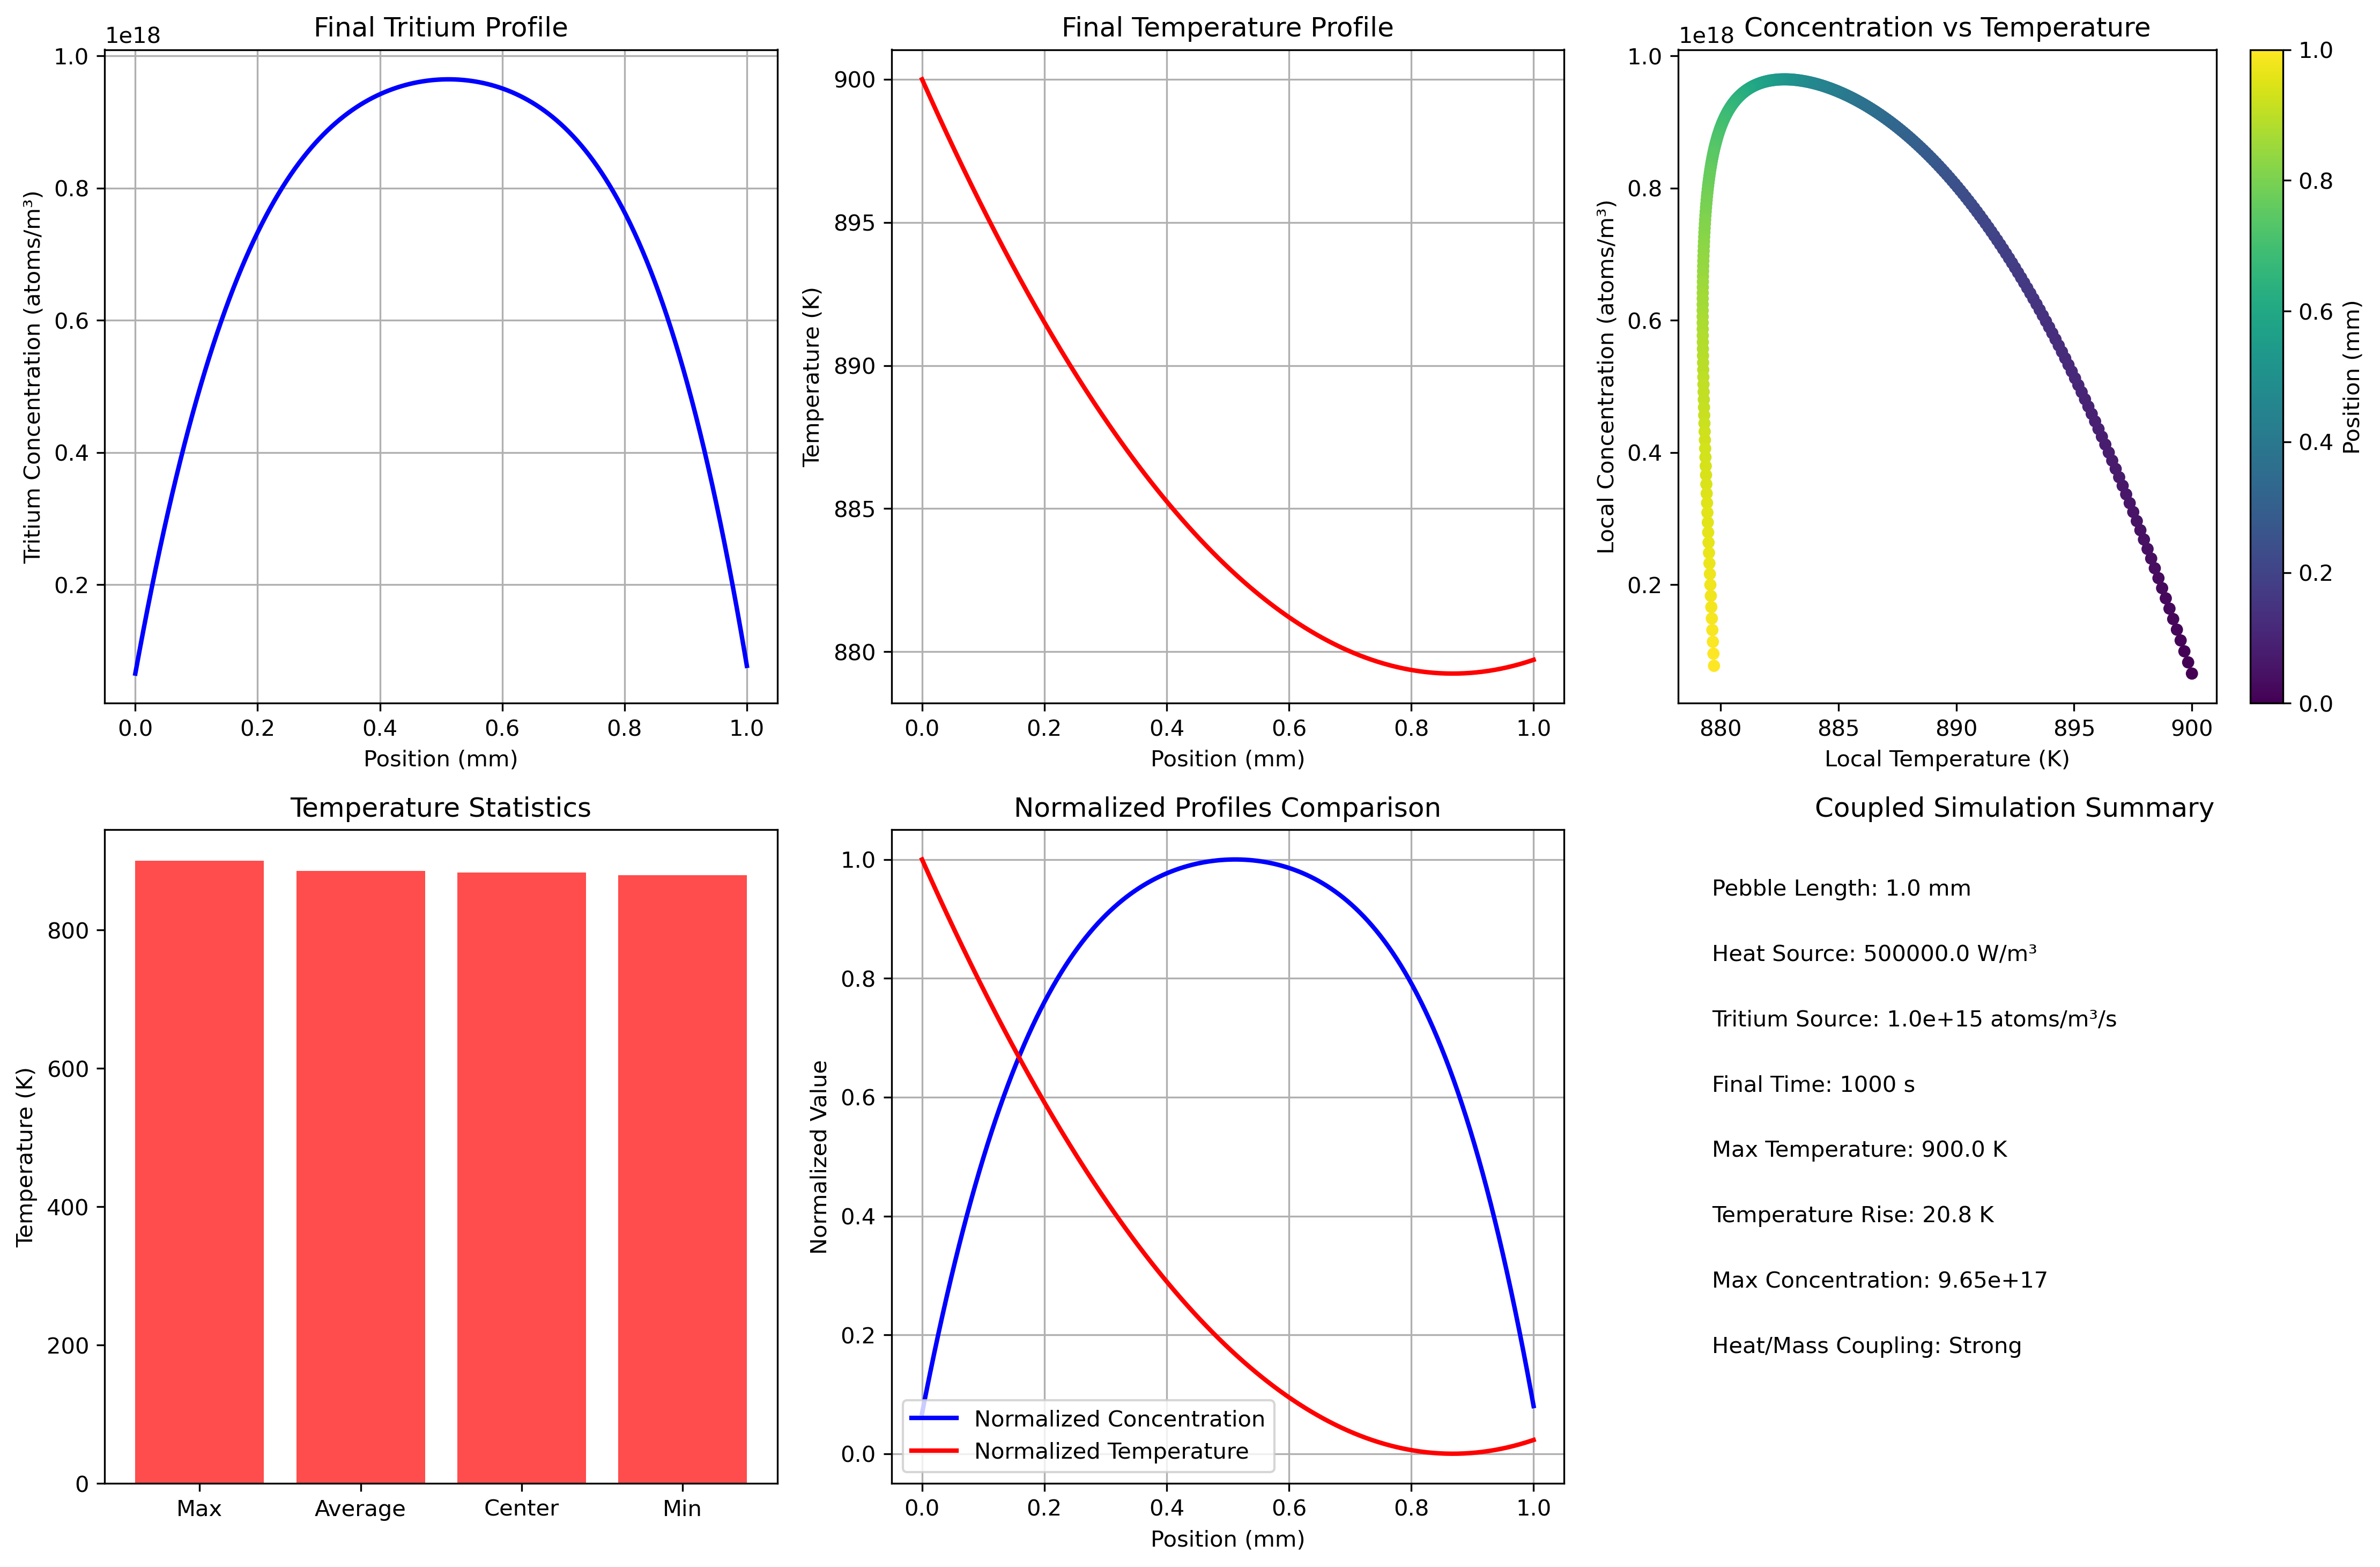 Final Tritium Profile
1e18
Tritium Concentration (atoms/m³)
1.0
0.8
0.6
0.4
0.2
0.0 0.2 0.4 0.6 0.8 1.0
Position (mm)
Final Temperature Profile
Temperature (K)
900
895
890
885
880
0.0 0.2 0.4 0.6 0.8 1.0
Position (mm)
Concentration vs Temperature
1e18
Local Concentration (atoms/m³)
1.0
0.8
0.6
0.4
0.2
880 885 890 895 900
Local Temperature (K)
1.0
0.8
0.6
0.4
0.2
0.0
Position (mm)
Temperature Statistics
Temperature (K)
800
600
400
200
0
Max Average Center Min
Normalized Profiles Comparison
Normalized Value
1.0
0.8
0.6
0.4
0.2
0.0
Normalized Concentration
Normalized Temperature
0.0 0.2 0.4 0.6 0.8 1.0
Position (mm)
Coupled Simulation Summary
Pebble Length: 1.0 mm
Heat Source: 500000.0 W/m³
Tritium Source: 1.0e+15 atoms/m³/s
Final Time: 1000 s
Max Temperature: 900.0 K
Temperature Rise: 20.8 K
Max Concentration: 9.65e+17
Heat/Mass Coupling: Strong